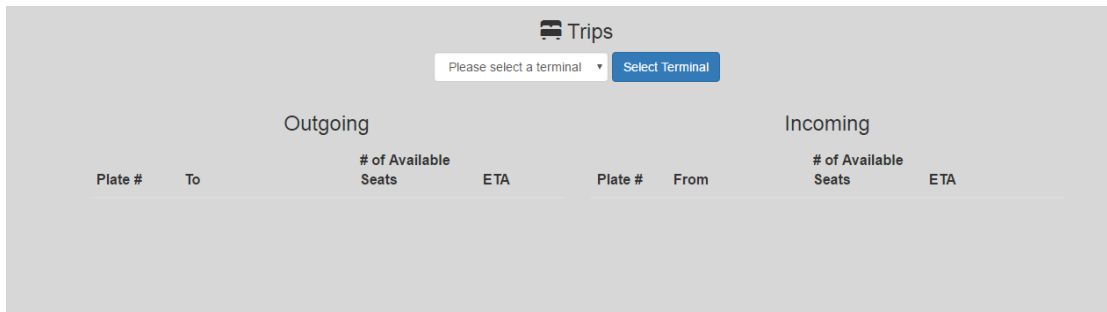 Trips
Please select a terminal
Select Terminal
Outgoing
Incoming
Plate # To # of Available Seats ETA
Plate # From # of Available Seats ETA